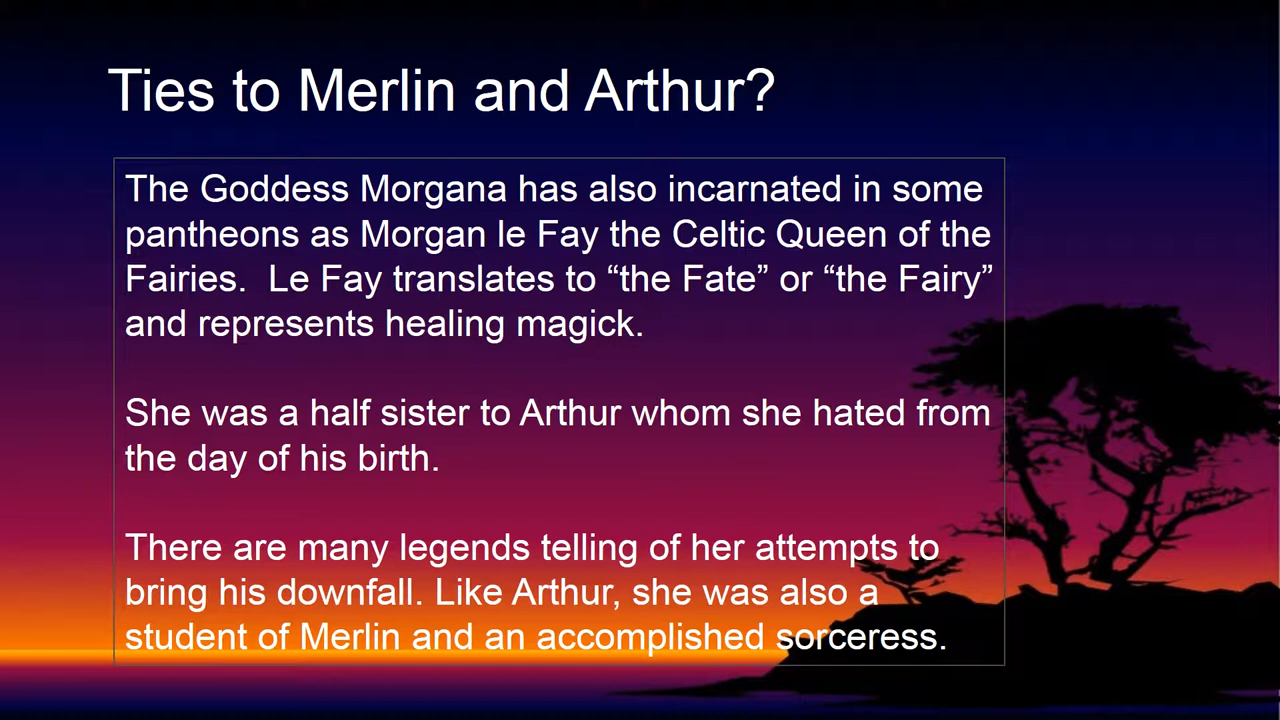 Ties to Merlin and Arthur?
The Goddess Morgana has also incarnated in some
pantheons as Morgan le Fay the Celtic Queen of the
Fairies.  Le Fay translates to “the Fate” or “the Fairy”
and represents healing magick.
She was a half sister to Arthur whom she hated from
the day of his birth.
There are many legends telling of her attempts to
bring his downfall. Like Arthur, she was also a
student of Merlin and an accomplished sorceress.